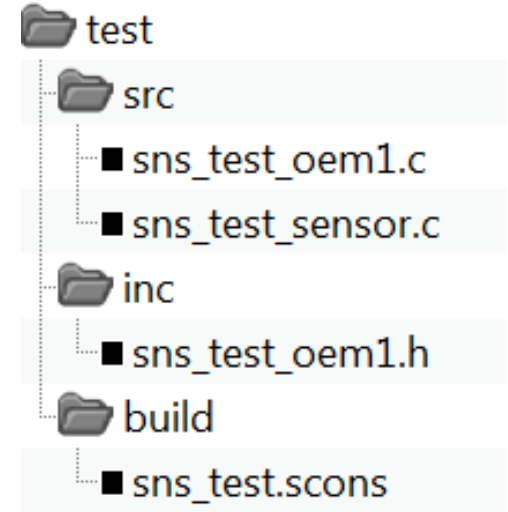 test
src
sns_test_oem1.c
sns_test_sensor.c
inc
sns_test_oem1.h
build
sns_test.scons